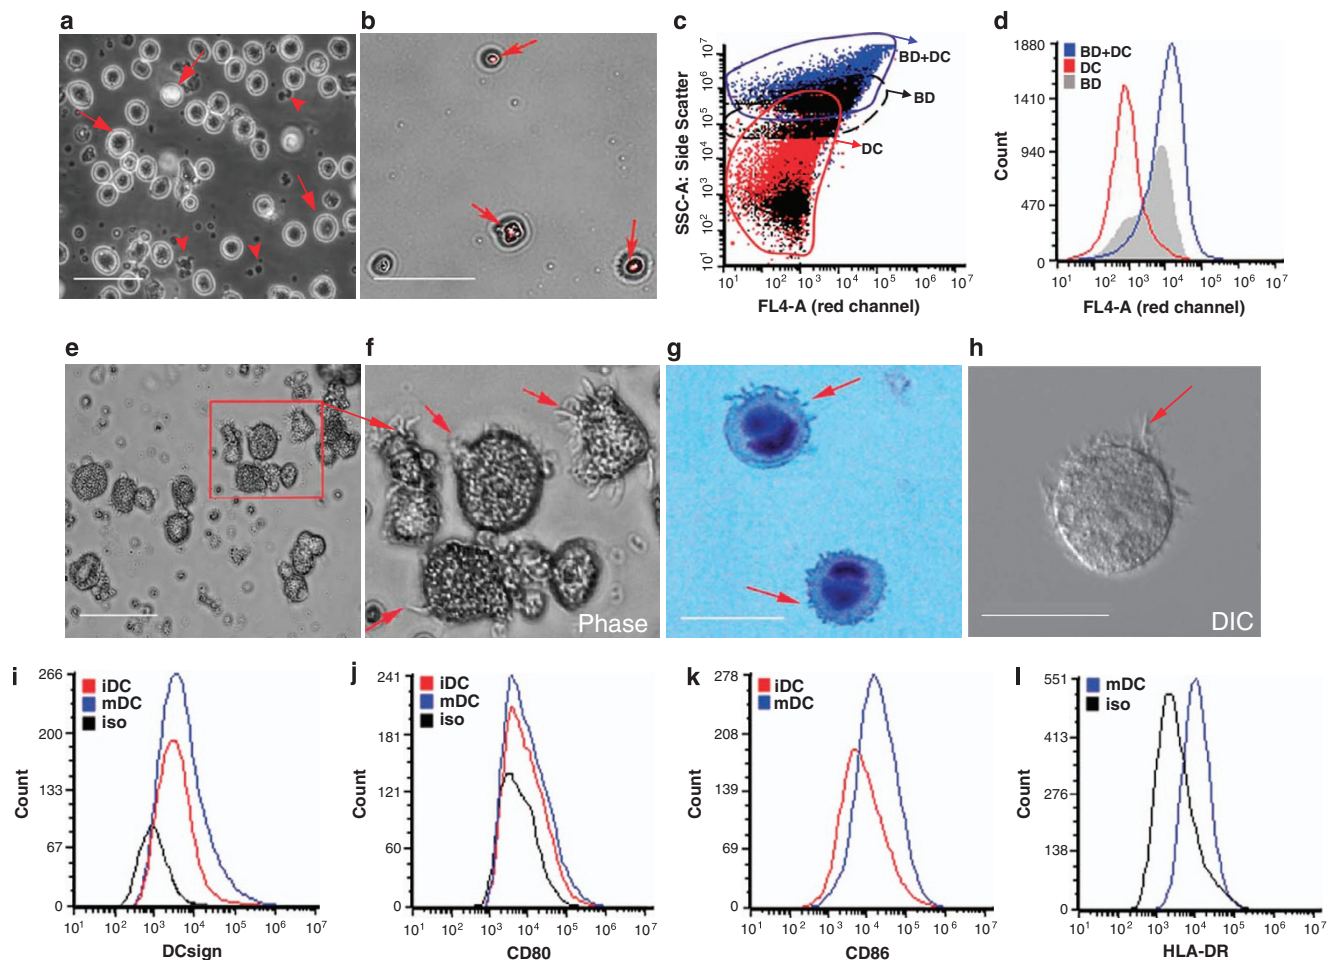 a
b
c
SSC-A: Side Scatter
10^7
10^6
10^5
10^4
10^3
10^2
10^1
BD+DC
BD
DC
10^1 10^2 10^3 10^4 10^5 10^6 10^7
FL4-A (red channel)
d
Count
1880
1410
940
470
0
BD+DC
DC
BD
10^2 10^3 10^4 10^5 10^6 10^7
FL4-A (red channel)
e
f
Phase
g
h
DIC
i
Count
266
200
133
67
0
iDC
mDC
iso
10^1 10^2 10^3 10^4 10^5 10^6 10^7
DCsign
j
Count
241
181
121
60
0
iDC
mDC
iso
10^1 10^2 10^3 10^4 10^5 10^6 10^7
CD80
k
Count
278
208
139
69
0
iDC
mDC
10^1 10^2 10^3 10^4 10^5 10^6 10^7
CD86
l
Count
551
413
276
138
0
mDC
iso
10^1 10^2 10^3 10^4 10^5 10^6 10^7
HLA-DR